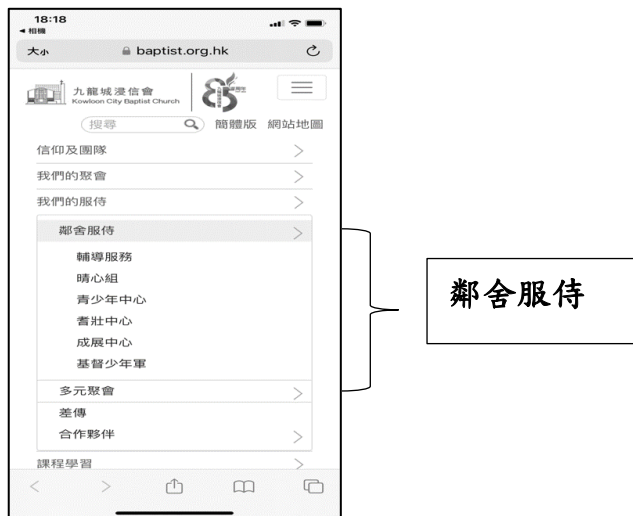 18:18
◀ 相機
大小 baptist.org.hk
九龍城浸信會
Kowloon City Baptist Church
85
搜尋 簡體版 網站地圖
信仰及團隊
我們的聚會
我們的服侍
鄰舍服侍
輔導服務
晴心組
青少年中心
耆壯中心
成展中心
基督少年軍
多元聚會
差傳
合作夥伴
課程學習
鄰舍服侍